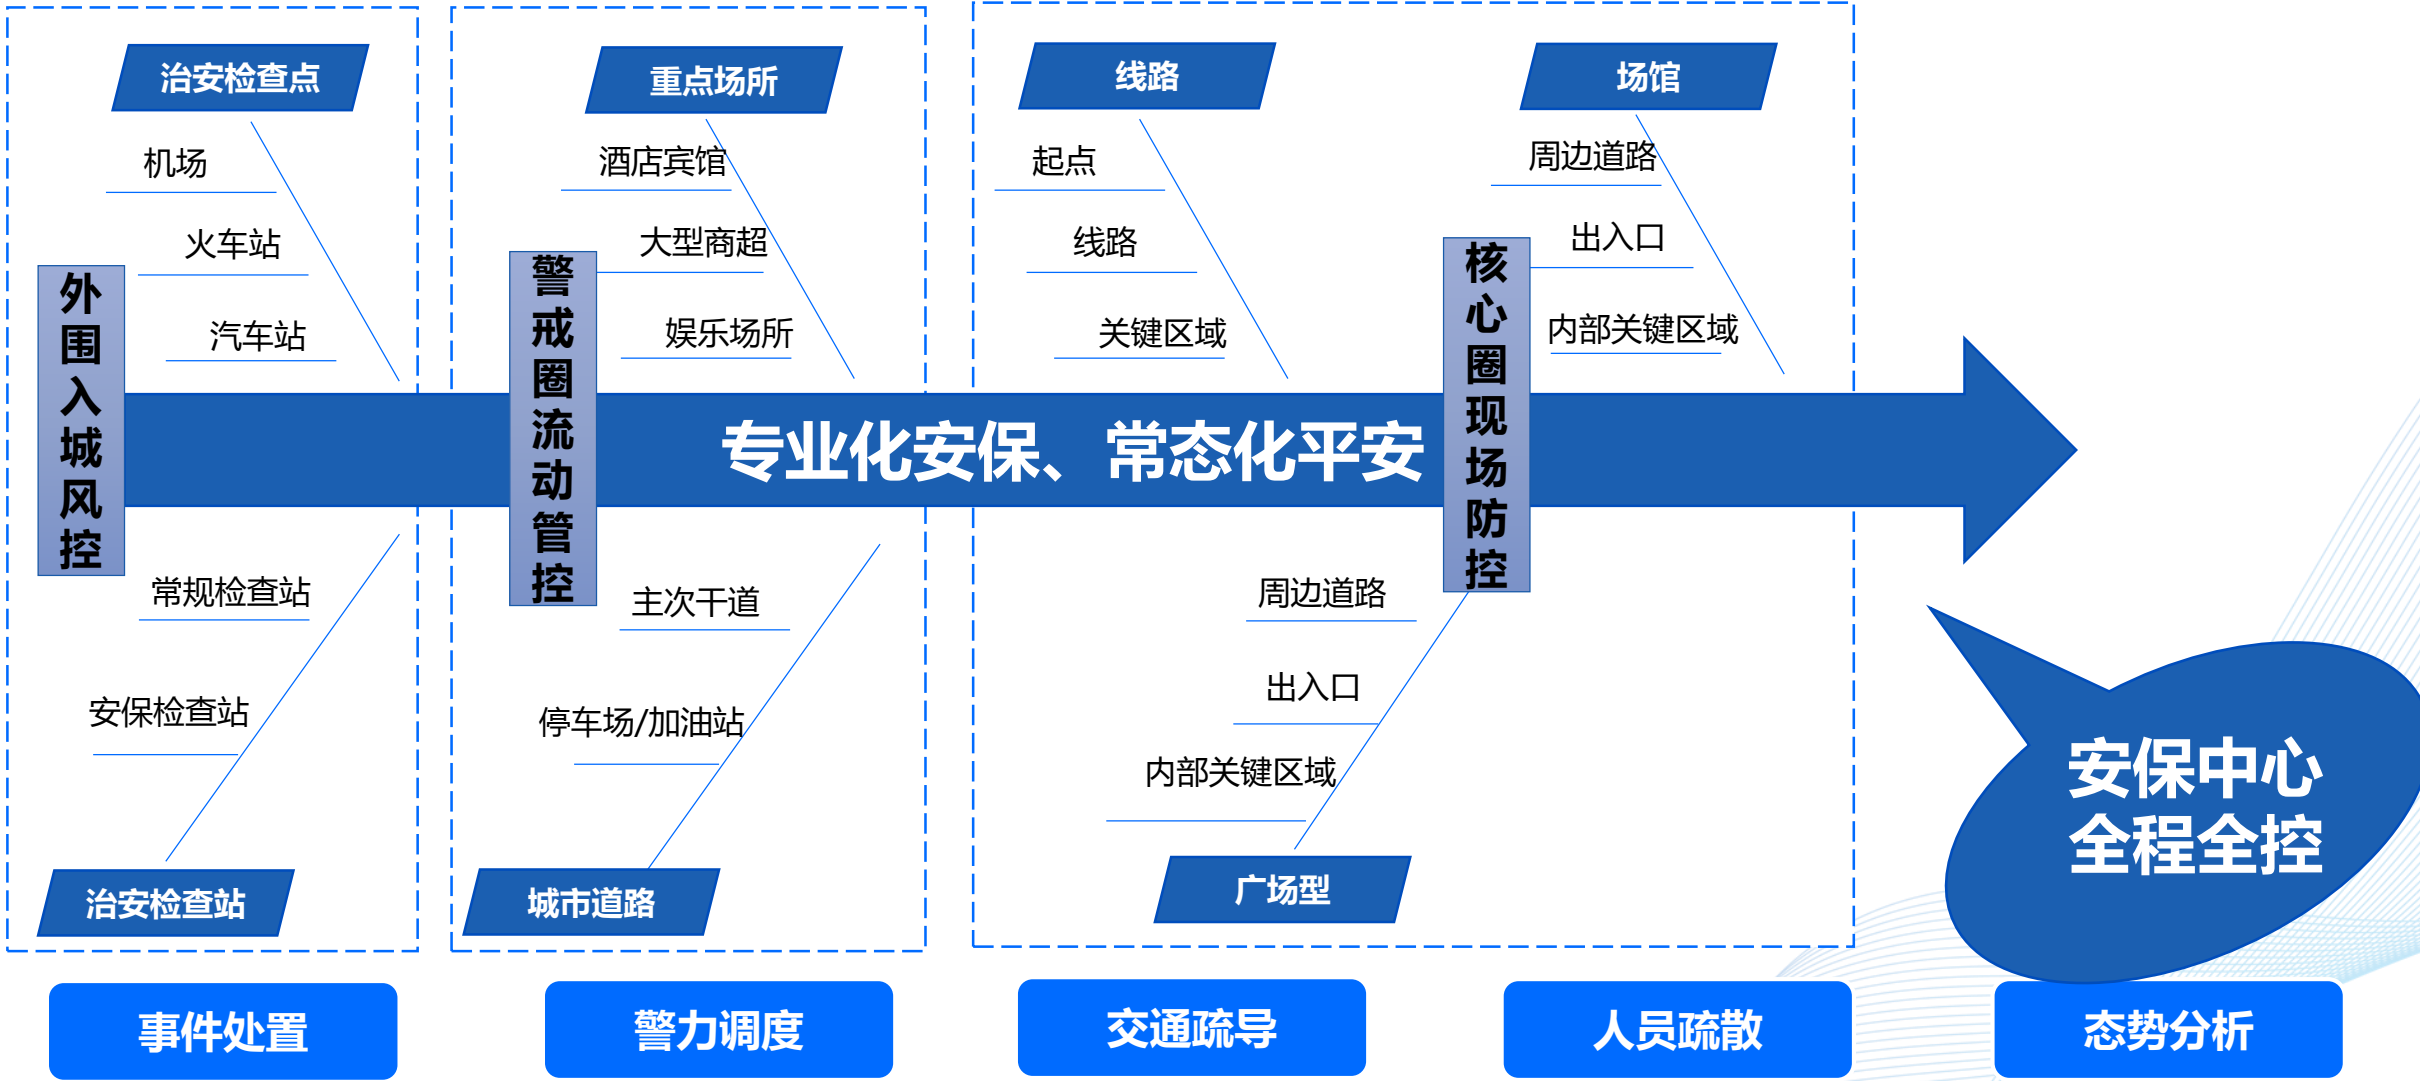 治安检查点
机场
火车站
汽车站
外围入城风控
常规检查站
安保检查站
治安检查站
重点场所
酒店宾馆
大型商超
娱乐场所
警戒圈流动管控
主次干道
停车场/加油站
城市道路
线路
起点
线路
关键区域
场馆
周边道路
出入口
内部关键区域
核心圈现场防控
专业化安保、常态化平安
周边道路
出入口
内部关键区域
广场型
安保中心
全程全控
事件处置
警力调度
交通疏导
人员疏散
态势分析